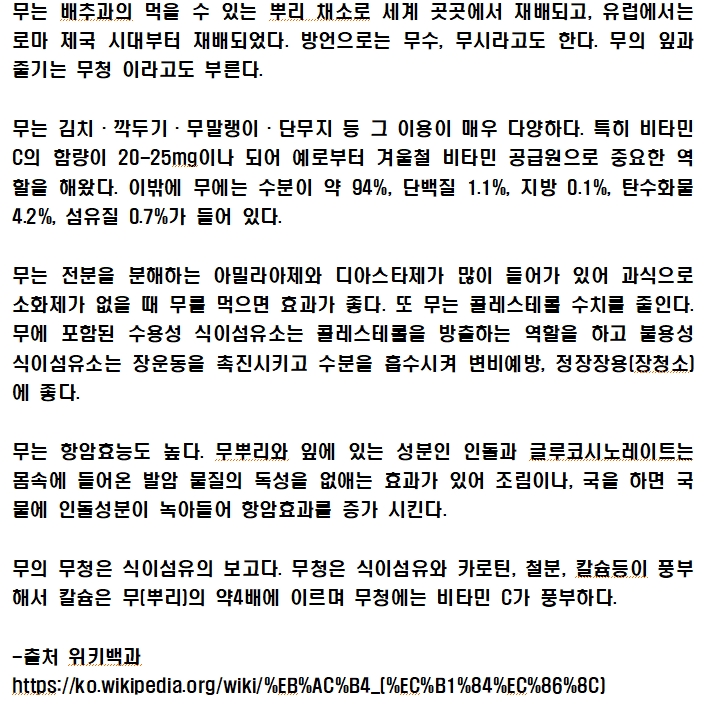 무는 배추과의 먹을 수 있는 뿌리 채소로 세계 곳곳에서 재배되고, 유럽에서는
로마 제국 시대부터 재배되었다. 방언으로는 무수, 무시라고도 한다. 무의 잎과
줄기는 무청 이라고도 부른다.
무는 김치 · 깍두기 · 무말랭이 · 단무지 등 그 이용이 매우 다양하다. 특히 비타민
C의 함량이 20-25mg이나 되어 예로부터 겨울철 비타민 공급원으로 중요한 역
할을 해왔다. 이밖에 무에는 수분이 약 94%, 단백질 1.1%, 지방 0.1%, 탄수화물
4.2%, 섬유질 0.7%가 들어 있다.
무는 전분을 분해하는 아밀라아제와 디아스타제가 많이 들어가 있어 과식으로
소화제가 없을 때 무를 먹으면 효과가 좋다. 또 무는 콜레스테롤 수치를 줄인다.
무에 포함된 수용성 식이섬유소는 콜레스테롤을 방출하는 역할을 하고 불용성
식이섬유소는 장운동을 촉진시키고 수분을 흡수시켜 변비예방, 정장장용(장청소)
에 좋다.
무는 항암효능도 높다. 무뿌리와 잎에 있는 성분인 인돌과 글루코시노레이트는
몸속에 들어온 발암 물질의 독성을 없애는 효과가 있어 조림이나, 국을 하면 국
물에 인돌성분이 녹아들어 항암효과를 증가 시킨다.
무의 무청은 식이섬유의 보고다. 무청은 식이섬유와 카로틴, 철분, 칼슘등이 풍부
해서 칼슘은 무(뿌리)의 약4배에 이르며 무청에는 비타민 C가 풍부하다.
-출처 위키백과
https://ko.wikipedia.org/wiki/%EB%AC%B4_(%EC%B1%84%EC%86%8C)